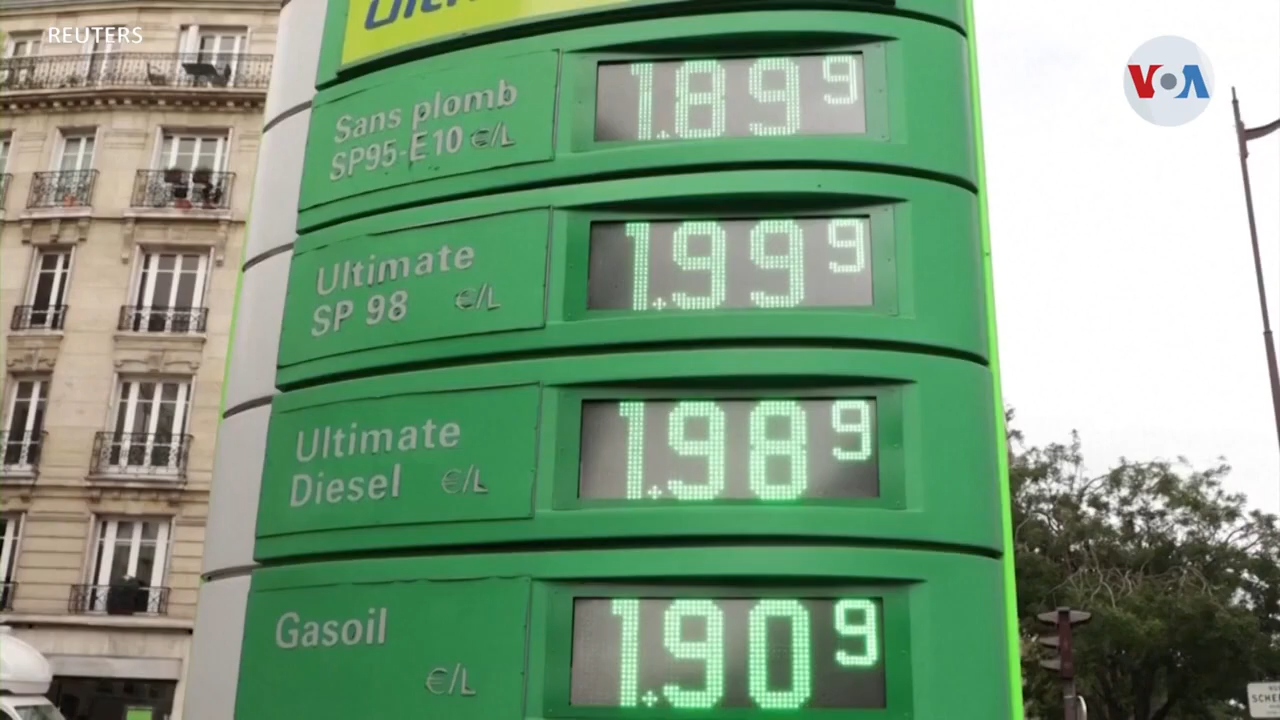 REUTERS
VOA
Sans plomb
SP95-E10 €/L
1.899
Ultimate
SP 98 €/L
1.999
Ultimate
Diesel €/L
1.989
Gasoil
€/L
1.909